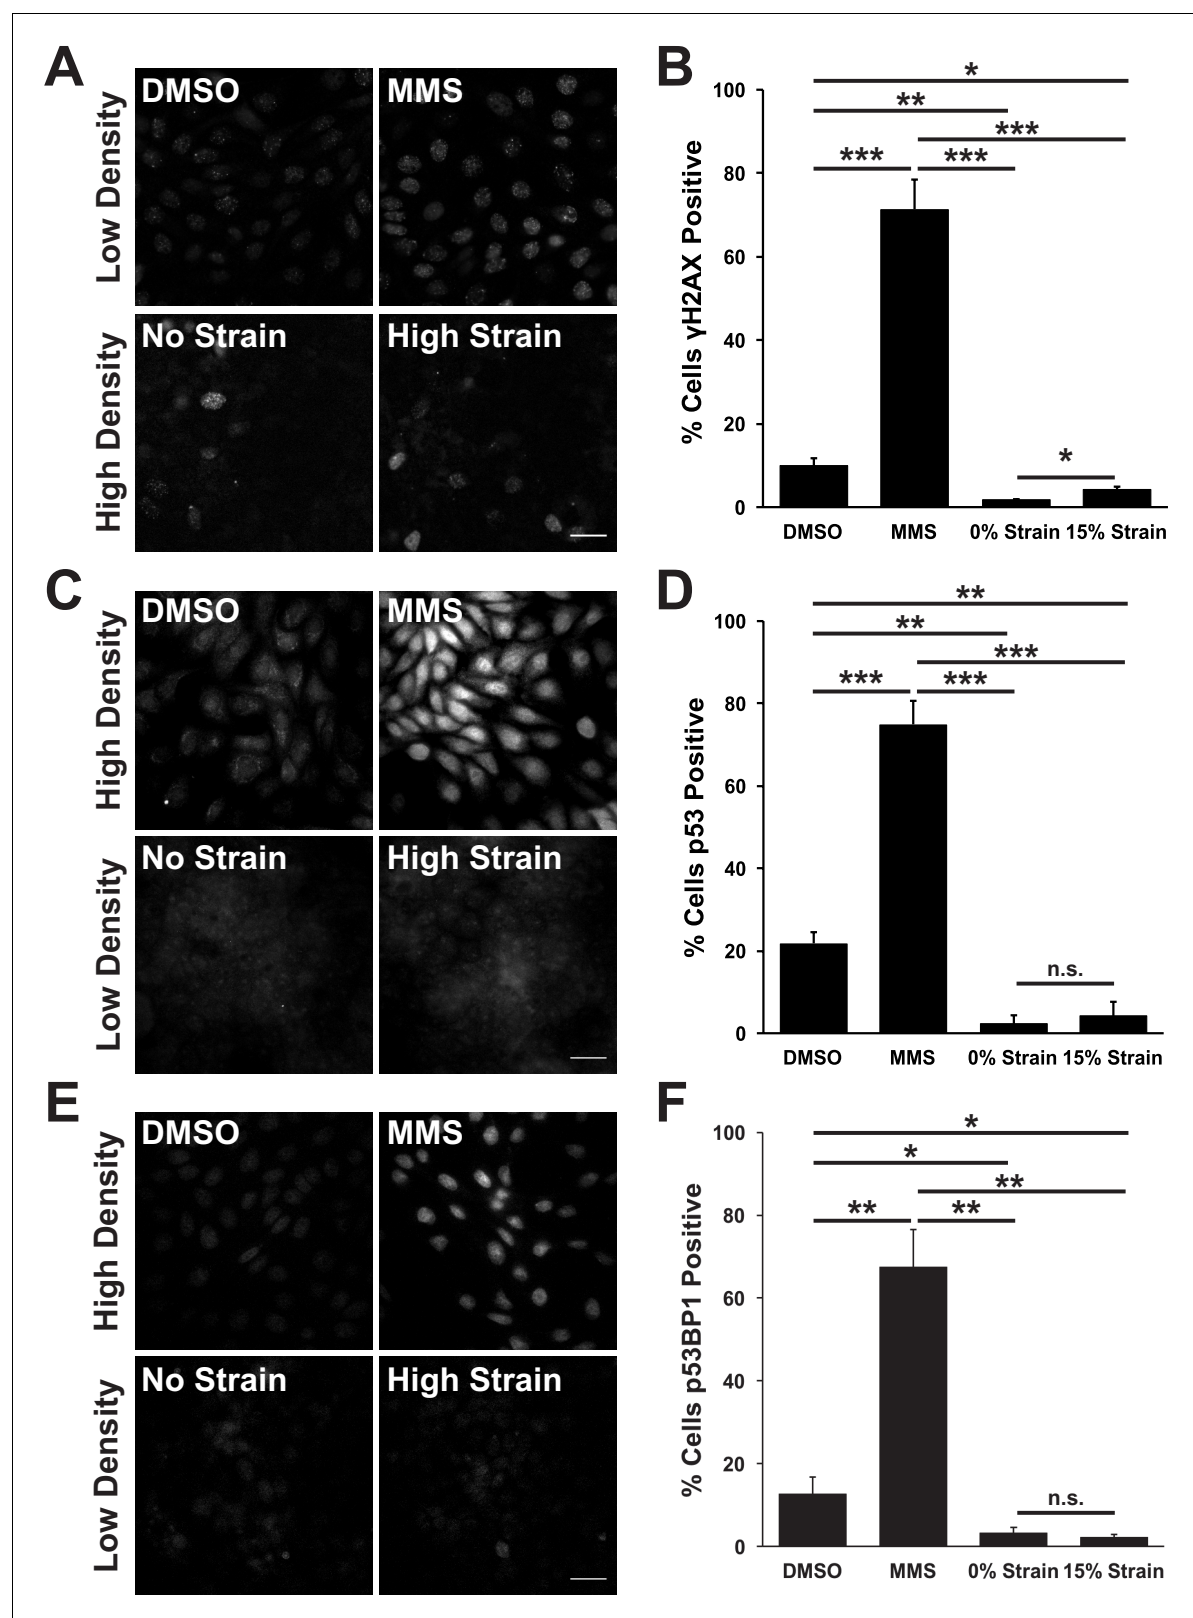 A
Low Density
DMSO
MMS
High Density
No Strain
High Strain
B
% Cells γH2AX Positive
100
80
60
40
20
0
*
**
***
***
***
*
DMSO
MMS
0% Strain
15% Strain
C
High Density
DMSO
MMS
Low Density
No Strain
High Strain
D
% Cells p53 Positive
100
80
60
40
20
0
**
**
***
***
***
n.s.
DMSO
MMS
0% Strain
15% Strain
E
High Density
DMSO
MMS
Low Density
No Strain
High Strain
F
% Cells p53BP1 Positive
100
80
60
40
20
0
*
*
**
**
**
n.s.
DMSO
MMS
0% Strain
15% Strain